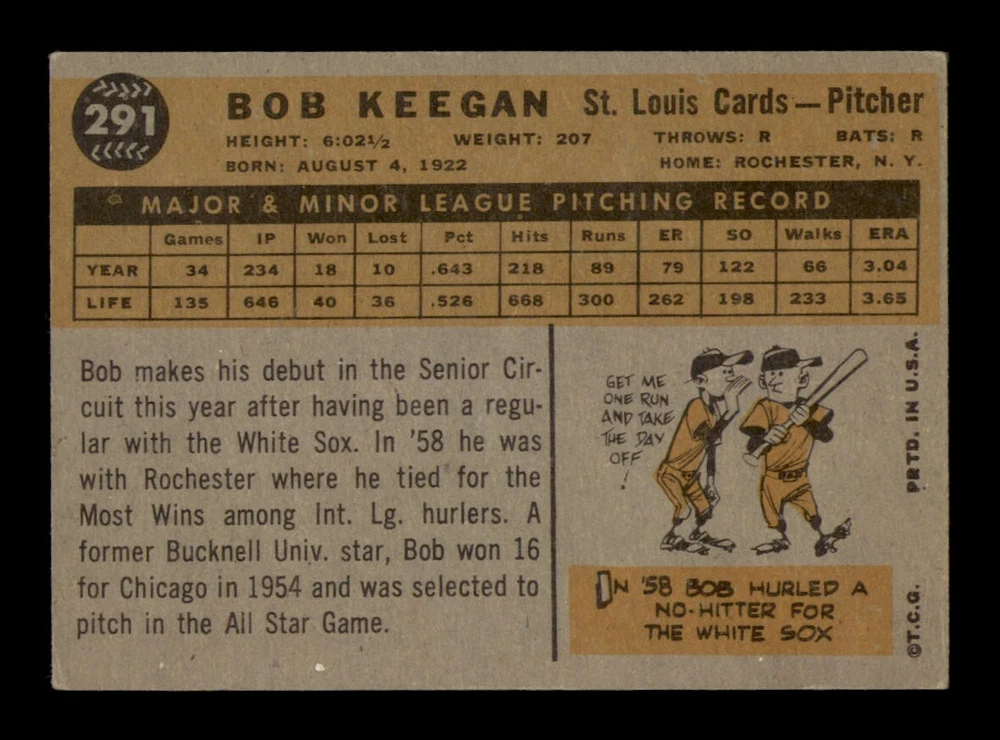 291
BOB KEEGAN St. Louis Cards — Pitcher
HEIGHT: 6:02½ WEIGHT: 207 THROWS: R BATS: R
BORN: AUGUST 4, 1922 HOME: ROCHESTER, N. Y.
MAJOR & MINOR LEAGUE PITCHING RECORD
Games IP Won Lost Pct Hits Runs ER SO Walks ERA
YEAR 34 234 18 10 .643 218 89 79 122 66 3.04
LIFE 135 646 40 36 .526 668 300 262 198 233 3.65
Bob makes his debut in the Senior Cir-
cuit this year after having been a regu-
lar with the White Sox. In '58 he was
with Rochester where he tied for the
Most Wins among Int. Lg. hurlers. A
former Bucknell Univ. star, Bob won 16
for Chicago in 1954 and was selected to
pitch in the All Star Game.
GET ME
ONE RUN
AND TAKE
THE DAY
OFF
!
IN '58 BOB HURLED A
NO-HITTER FOR
THE WHITE SOX
©T.C.G. PRTD. IN U.S.A.